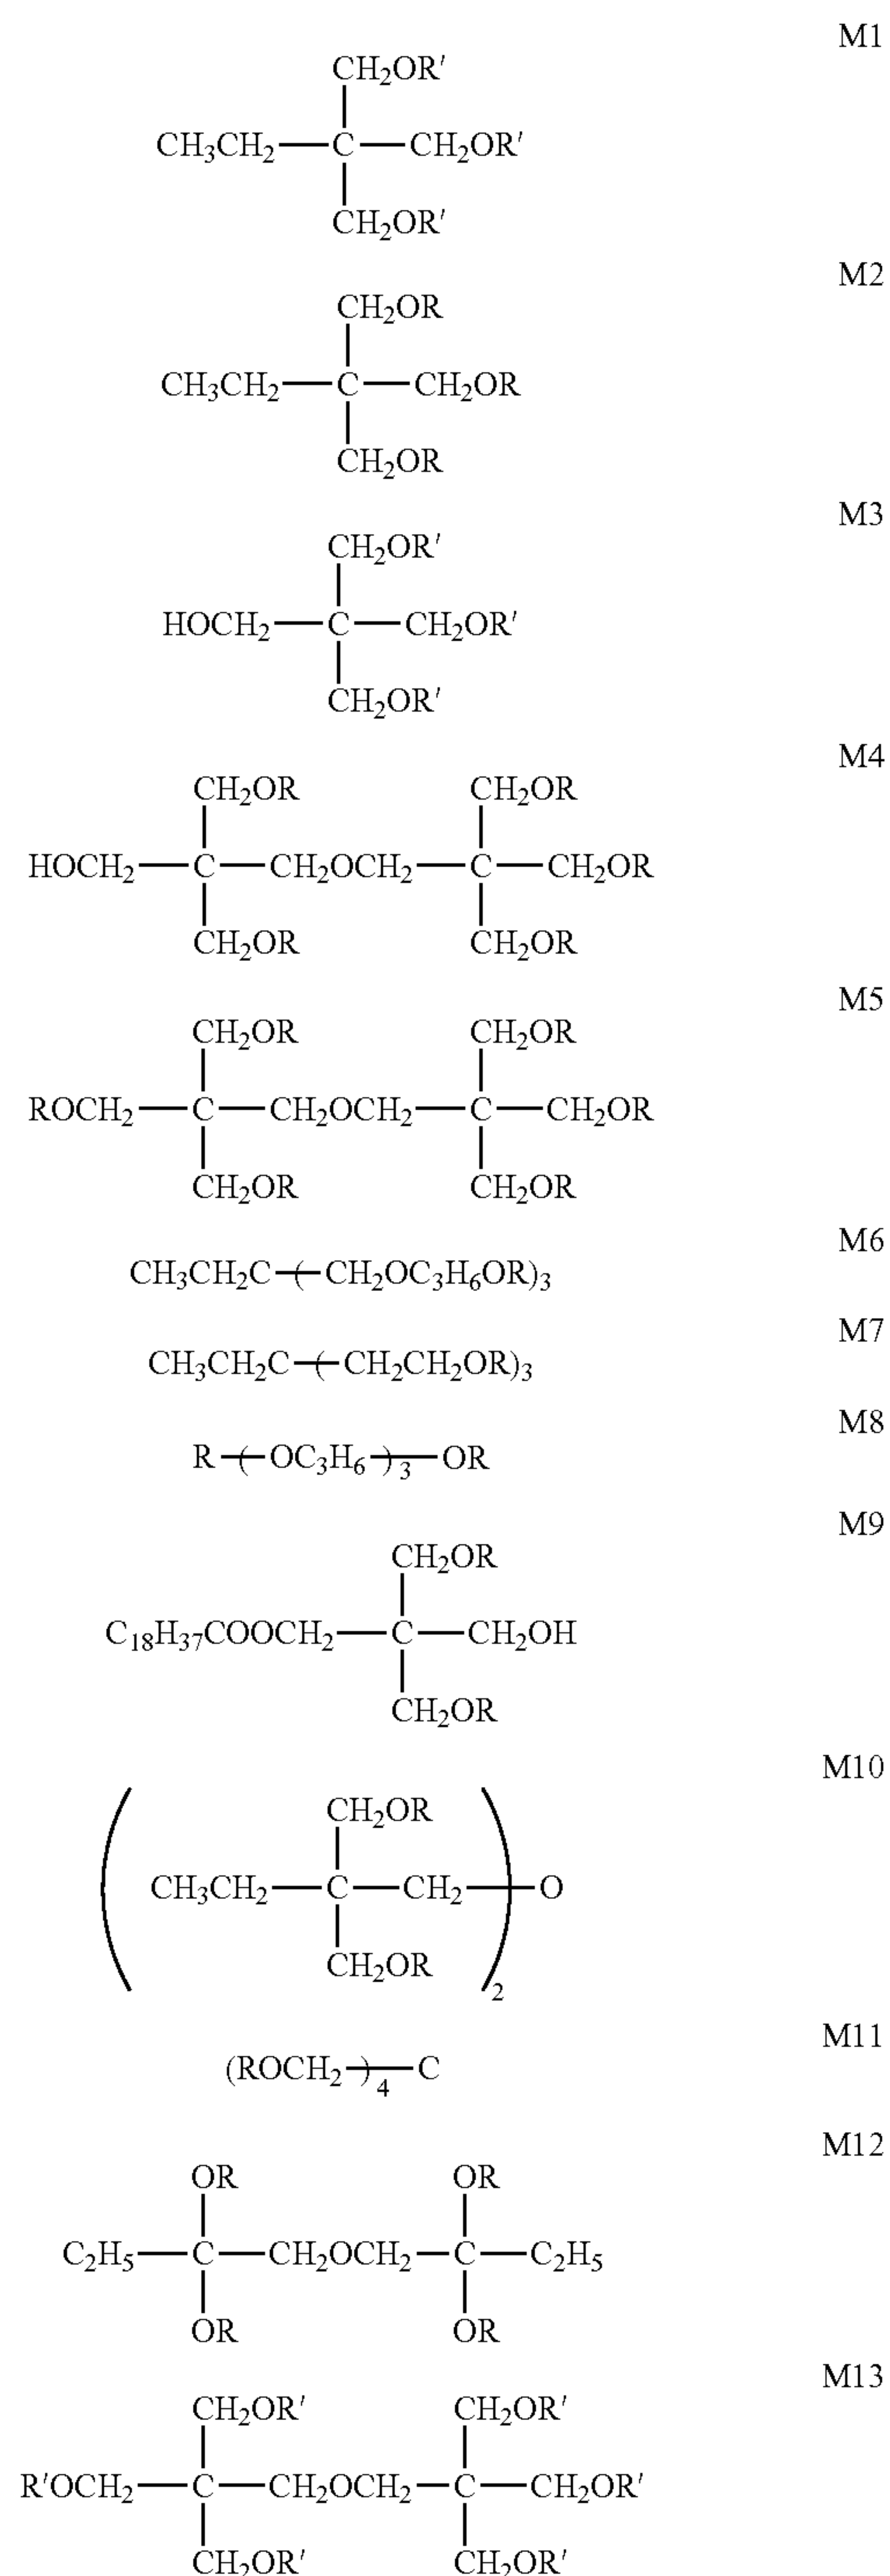 M1
CH₂OR′
CH₃CH₂—C—CH₂OR′
CH₂OR′
M2
CH₂OR
CH₃CH₂—C—CH₂OR
CH₂OR
M3
CH₂OR′
HOCH₂—C—CH₂OR′
CH₂OR′
M4
CH₂OR CH₂OR
HOCH₂—C—CH₂OCH₂—C—CH₂OR
CH₂OR CH₂OR
M5
CH₂OR CH₂OR
ROCH₂—C—CH₂OCH₂—C—CH₂OR
CH₂OR CH₂OR
M6
CH₃CH₂C—(—CH₂OC₃H₆OR)₃
M7
CH₃CH₂C—(—CH₂CH₂OR)₃
M8
R—(—OC₃H₆—)₃—OR
M9
CH₂OR
C₁₈H₃₇COOCH₂—C—CH₂OH
CH₂OR
M10
CH₂OR
(CH₃CH₂—C—CH₂—)₂—O
CH₂OR
M11
(ROCH₂—)₄—C
M12
OR OR
C₂H₅—C—CH₂OCH₂—C—C₂H₅
OR OR
M13
CH₂OR′ CH₂OR′
R′OCH₂—C—CH₂OCH₂—C—CH₂OR′
CH₂OR′ CH₂OR′